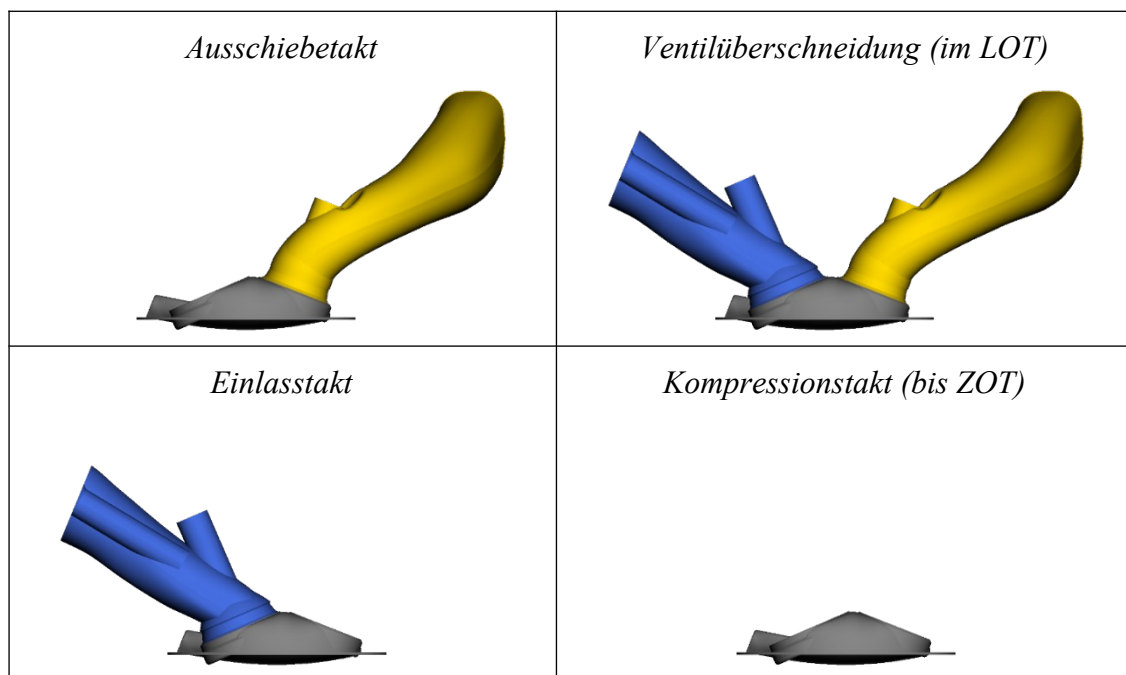 Ausschiebetakt
Ventilüberschneidung (im LOT)
Einlasstakt
Kompressionstakt (bis ZOT)